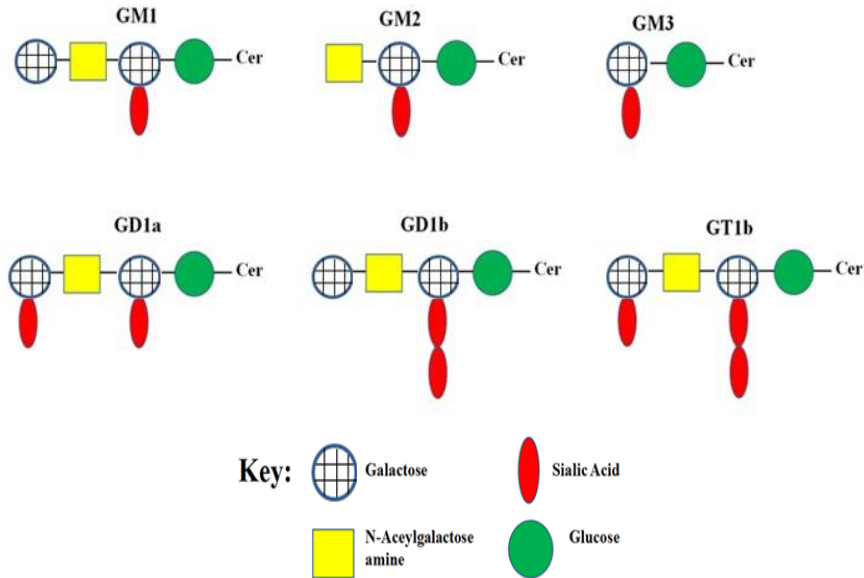 GM1
GM2
GM3
Cer
Cer
Cer
GD1a
GD1b
GT1b
Cer
Cer
Cer
Key:
Galactose
Sialic Acid
N-Aceylgalactose
amine
Glucose